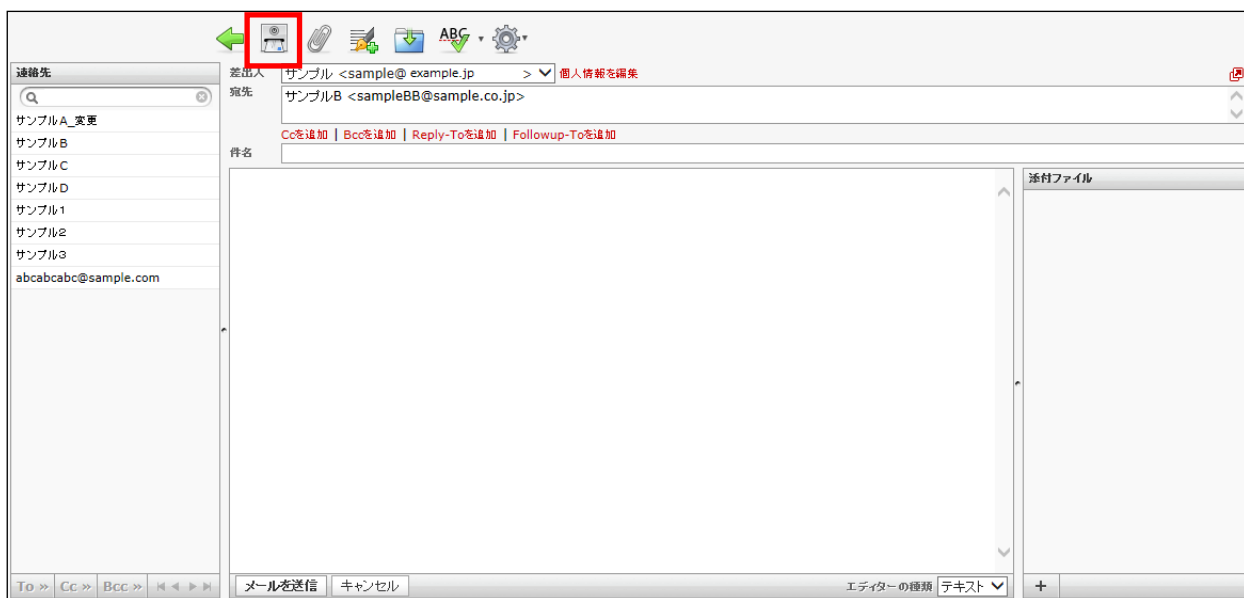 ABC
連絡先
サンプルA_変更
サンプルB
サンプルC
サンプルD
サンプル1
サンプル2
サンプル3
abcabcabc@sample.com
To » Cc » Bcc »
差出人 サンプル <sample@ example.jp > 個人情報を編集
宛先 サンプルB <sampleBB@sample.co.jp>
Ccを追加 | Bccを追加 | Reply-Toを追加 | Followup-Toを追加
件名
添付ファイル
メールを送信 キャンセル エディターの種類 テキスト +